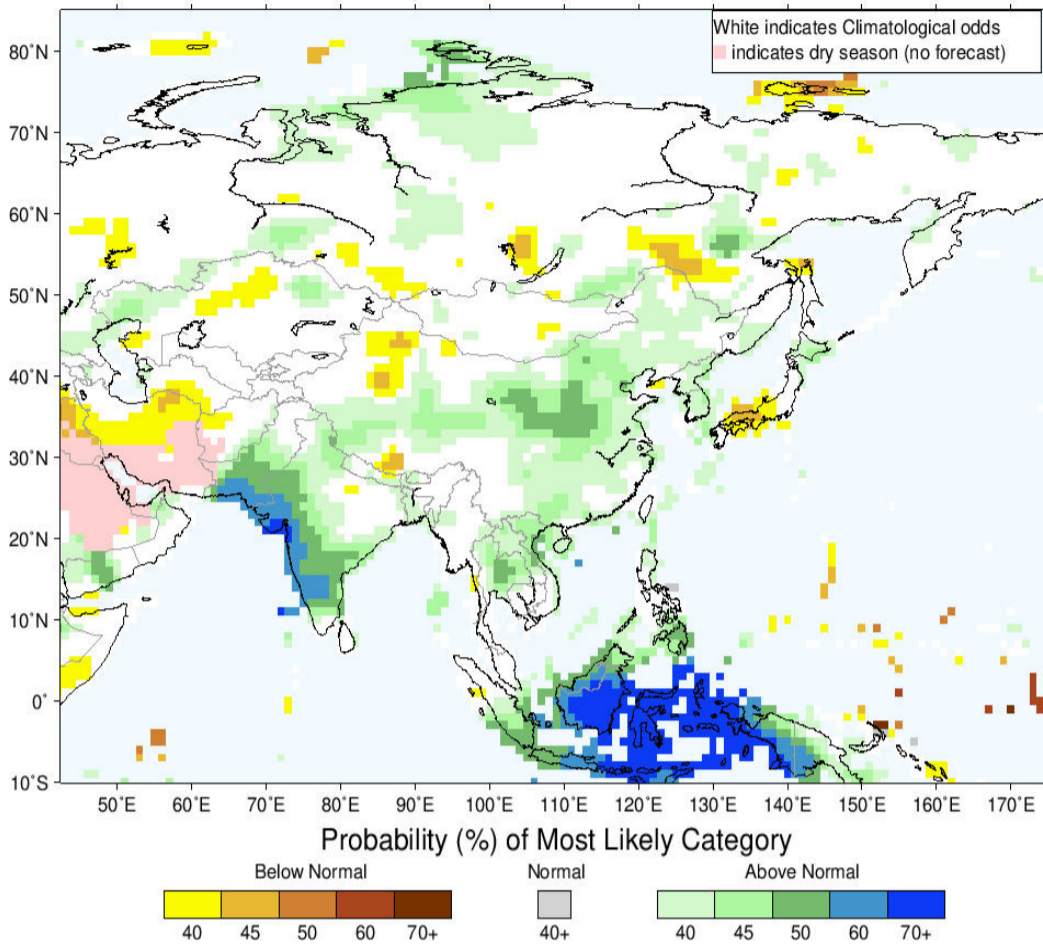 White indicates Climatological odds
indicates dry season (no forecast)
80°N
70°N
60°N
50°N
40°N
30°N
20°N
10°N
0°
10°S
50°E 60°E 70°E 80°E 90°E 100°E 110°E 120°E 130°E 140°E 150°E 160°E 170°E
Probability (%) of Most Likely Category
Below Normal Normal Above Normal
40 45 50 60 70+ 40+ 40 45 50 60 70+